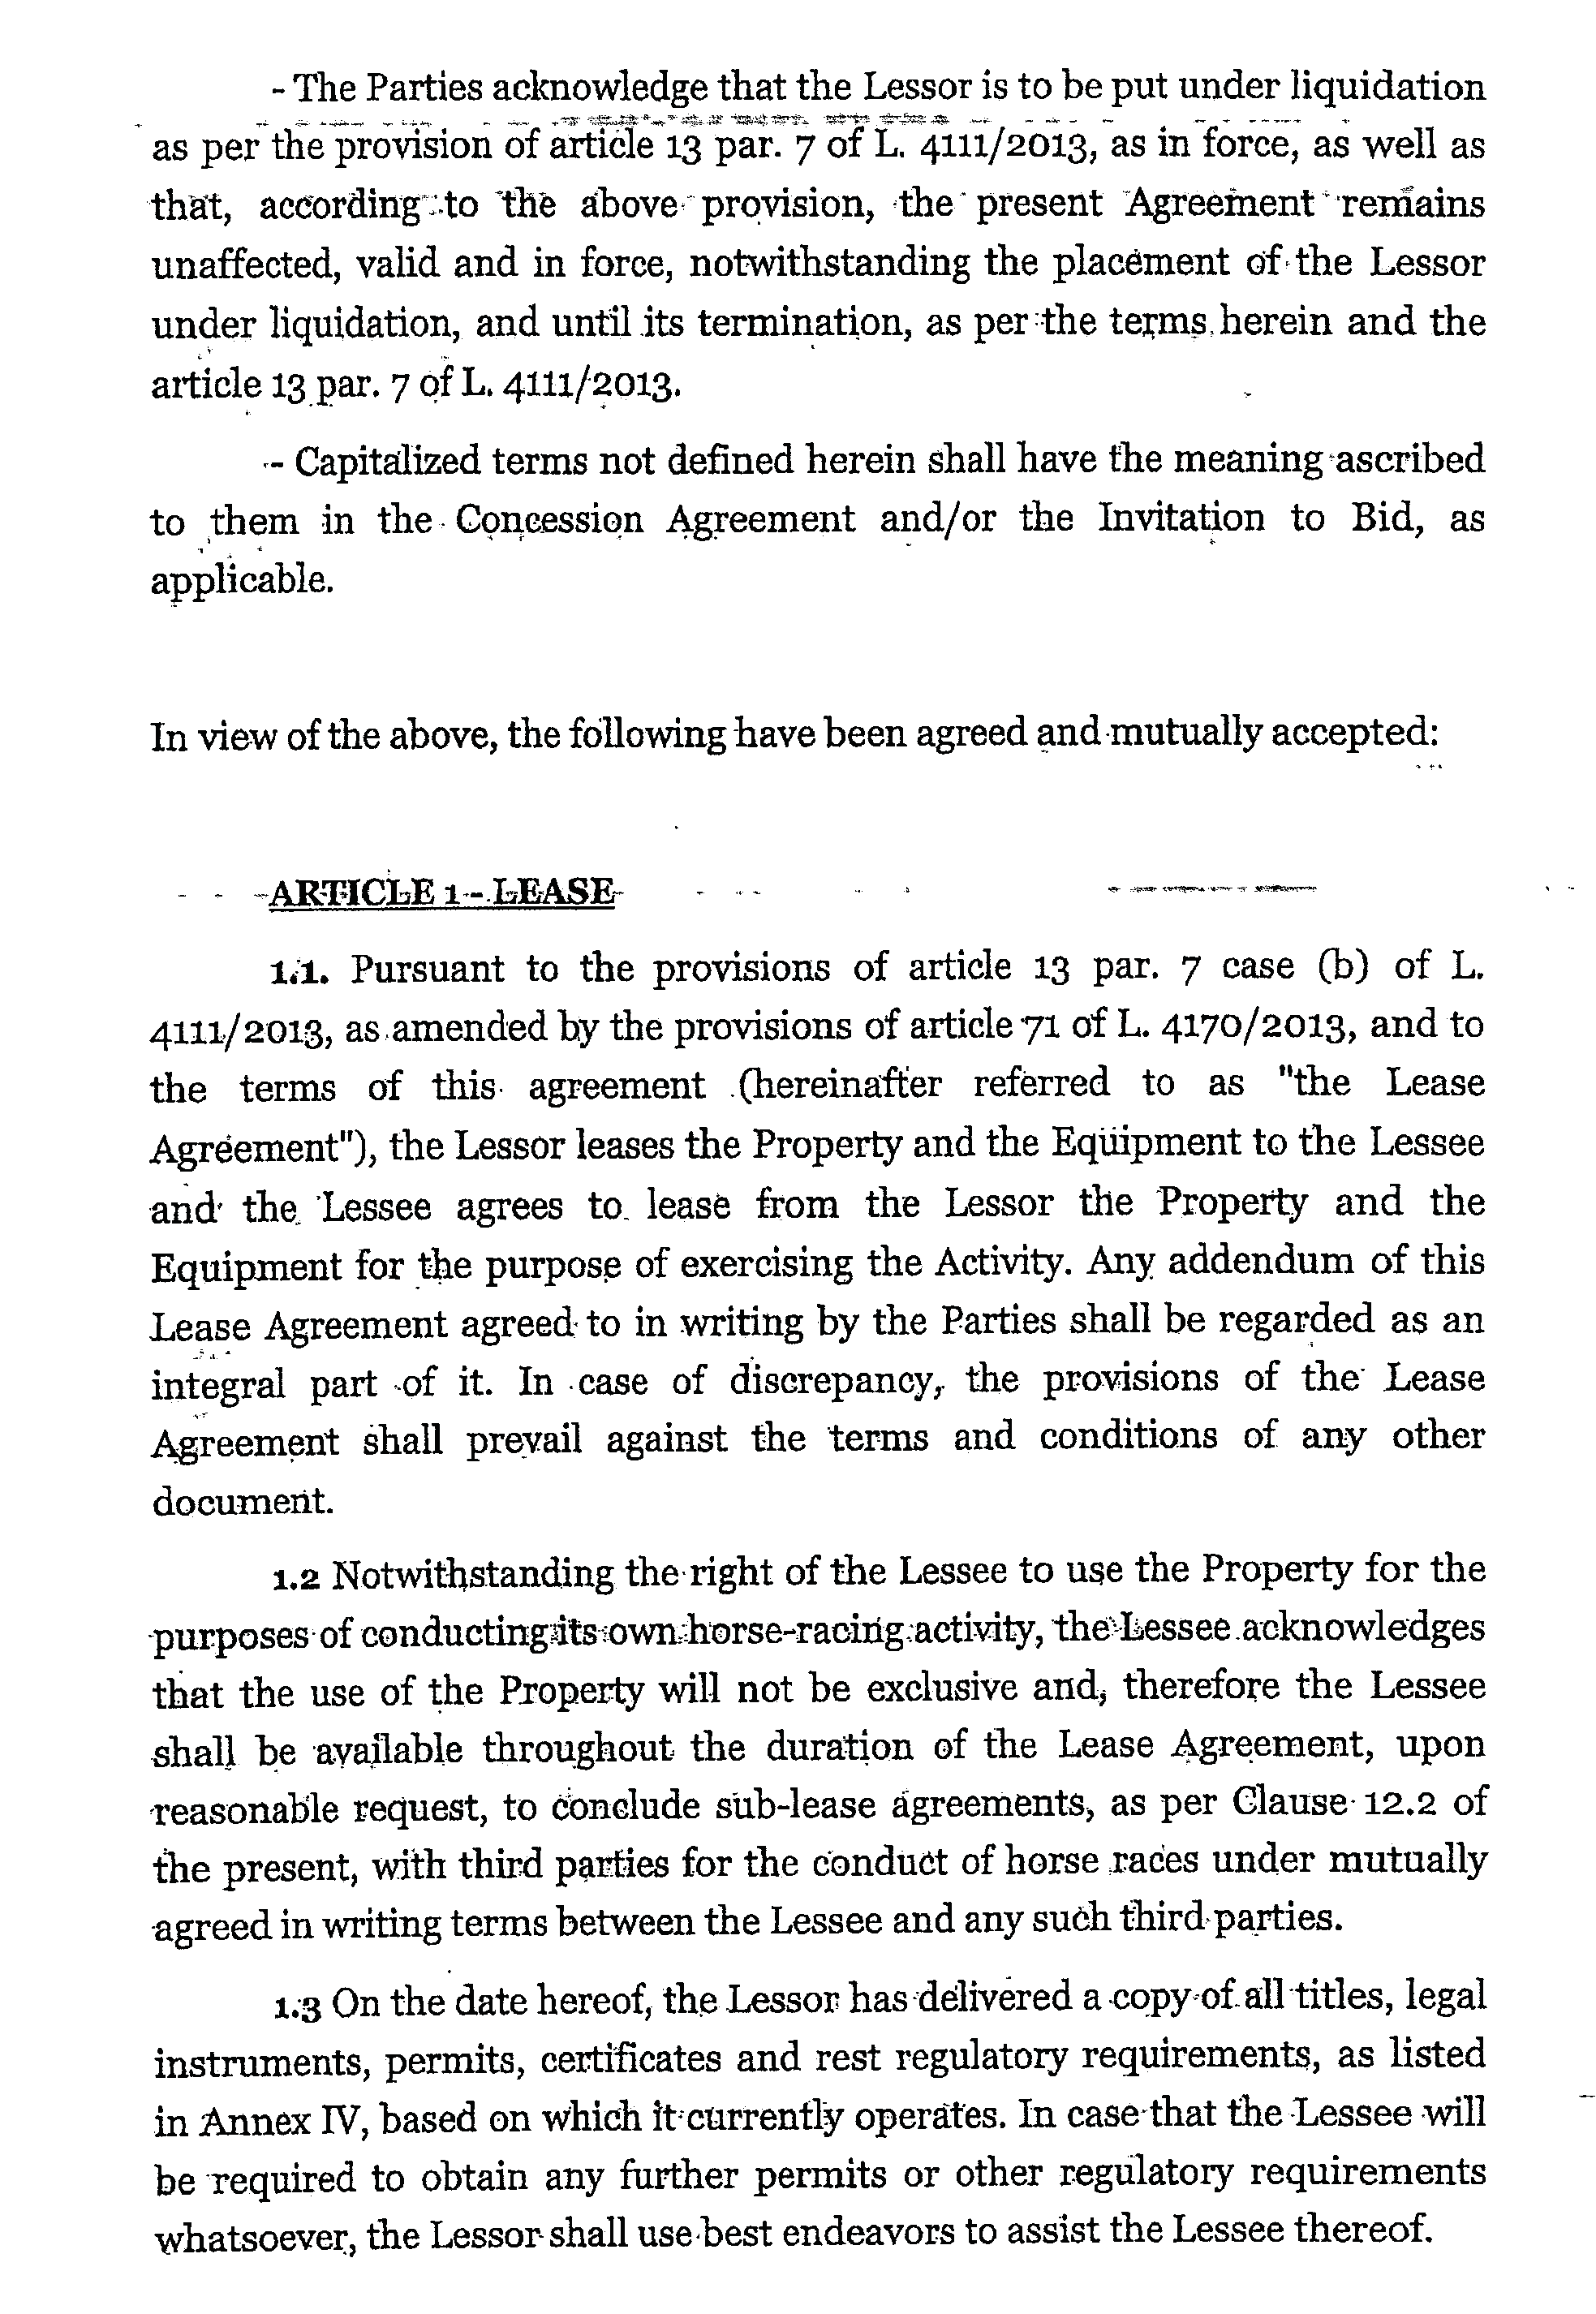 - The Parties acknowledge that the Lessor is to be put under liquidation
as per the provision of article 13 par. 7 of L. 4111/2013, as in force, as well as
that, according to the above provision, the present Agreement remains
unaffected, valid and in force, notwithstanding the placement of the Lessor
under liquidation, and until its termination, as per the terms herein and the
article 13 par. 7 of L. 4111/2013.
- Capitalized terms not defined herein shall have the meaning ascribed
to them in the Concession Agreement and/or the Invitation to Bid, as
applicable.
In view of the above, the following have been agreed and mutually accepted:
ARTICLE 1 - LEASE
1.1. Pursuant to the provisions of article 13 par. 7 case (b) of L.
4111/2013, as amended by the provisions of article 71 of L. 4170/2013, and to
the terms of this agreement (hereinafter referred to as "the Lease
Agreement"), the Lessor leases the Property and the Equipment to the Lessee
and the Lessee agrees to lease from the Lessor the Property and the
Equipment for the purpose of exercising the Activity. Any addendum of this
Lease Agreement agreed to in writing by the Parties shall be regarded as an
integral part of it. In case of discrepancy, the provisions of the Lease
Agreement shall prevail against the terms and conditions of any other
document.
1.2 Notwithstanding the right of the Lessee to use the Property for the
purposes of conducting its own horse-racing activity, the Lessee acknowledges
that the use of the Property will not be exclusive and, therefore the Lessee
shall be available throughout the duration of the Lease Agreement, upon
reasonable request, to conclude sub-lease agreements, as per Clause 12.2 of
the present, with third parties for the conduct of horse races under mutually
agreed in writing terms between the Lessee and any such third parties.
1.3 On the date hereof, the Lessor has delivered a copy of all titles, legal
instruments, permits, certificates and rest regulatory requirements, as listed
in Annex IV, based on which it currently operates. In case that the Lessee will
be required to obtain any further permits or other regulatory requirements
whatsoever, the Lessor shall use best endeavors to assist the Lessee thereof.